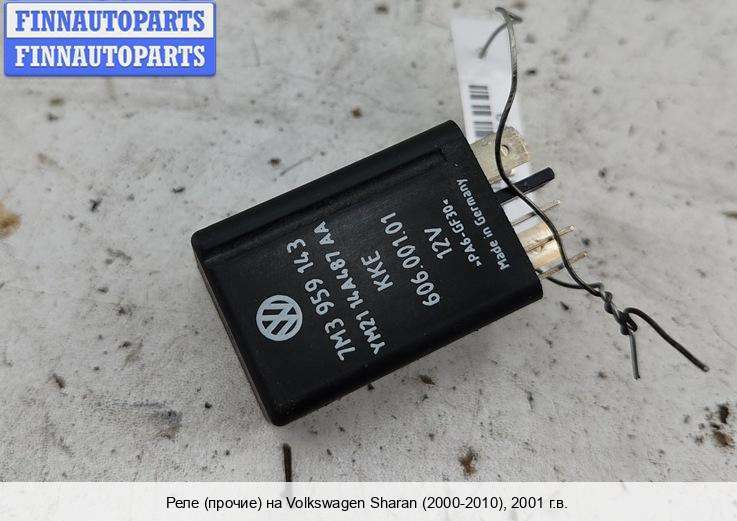 FINNAUTOPARTS
FINNAUTOPARTS
7M3 959 143
YM21 14A487 AA
KKE
606.001.01
12V
>PA6-GF30<
Made in Germany
Реле (прочие) на Volkswagen Sharan (2000-2010), 2001 г.в.